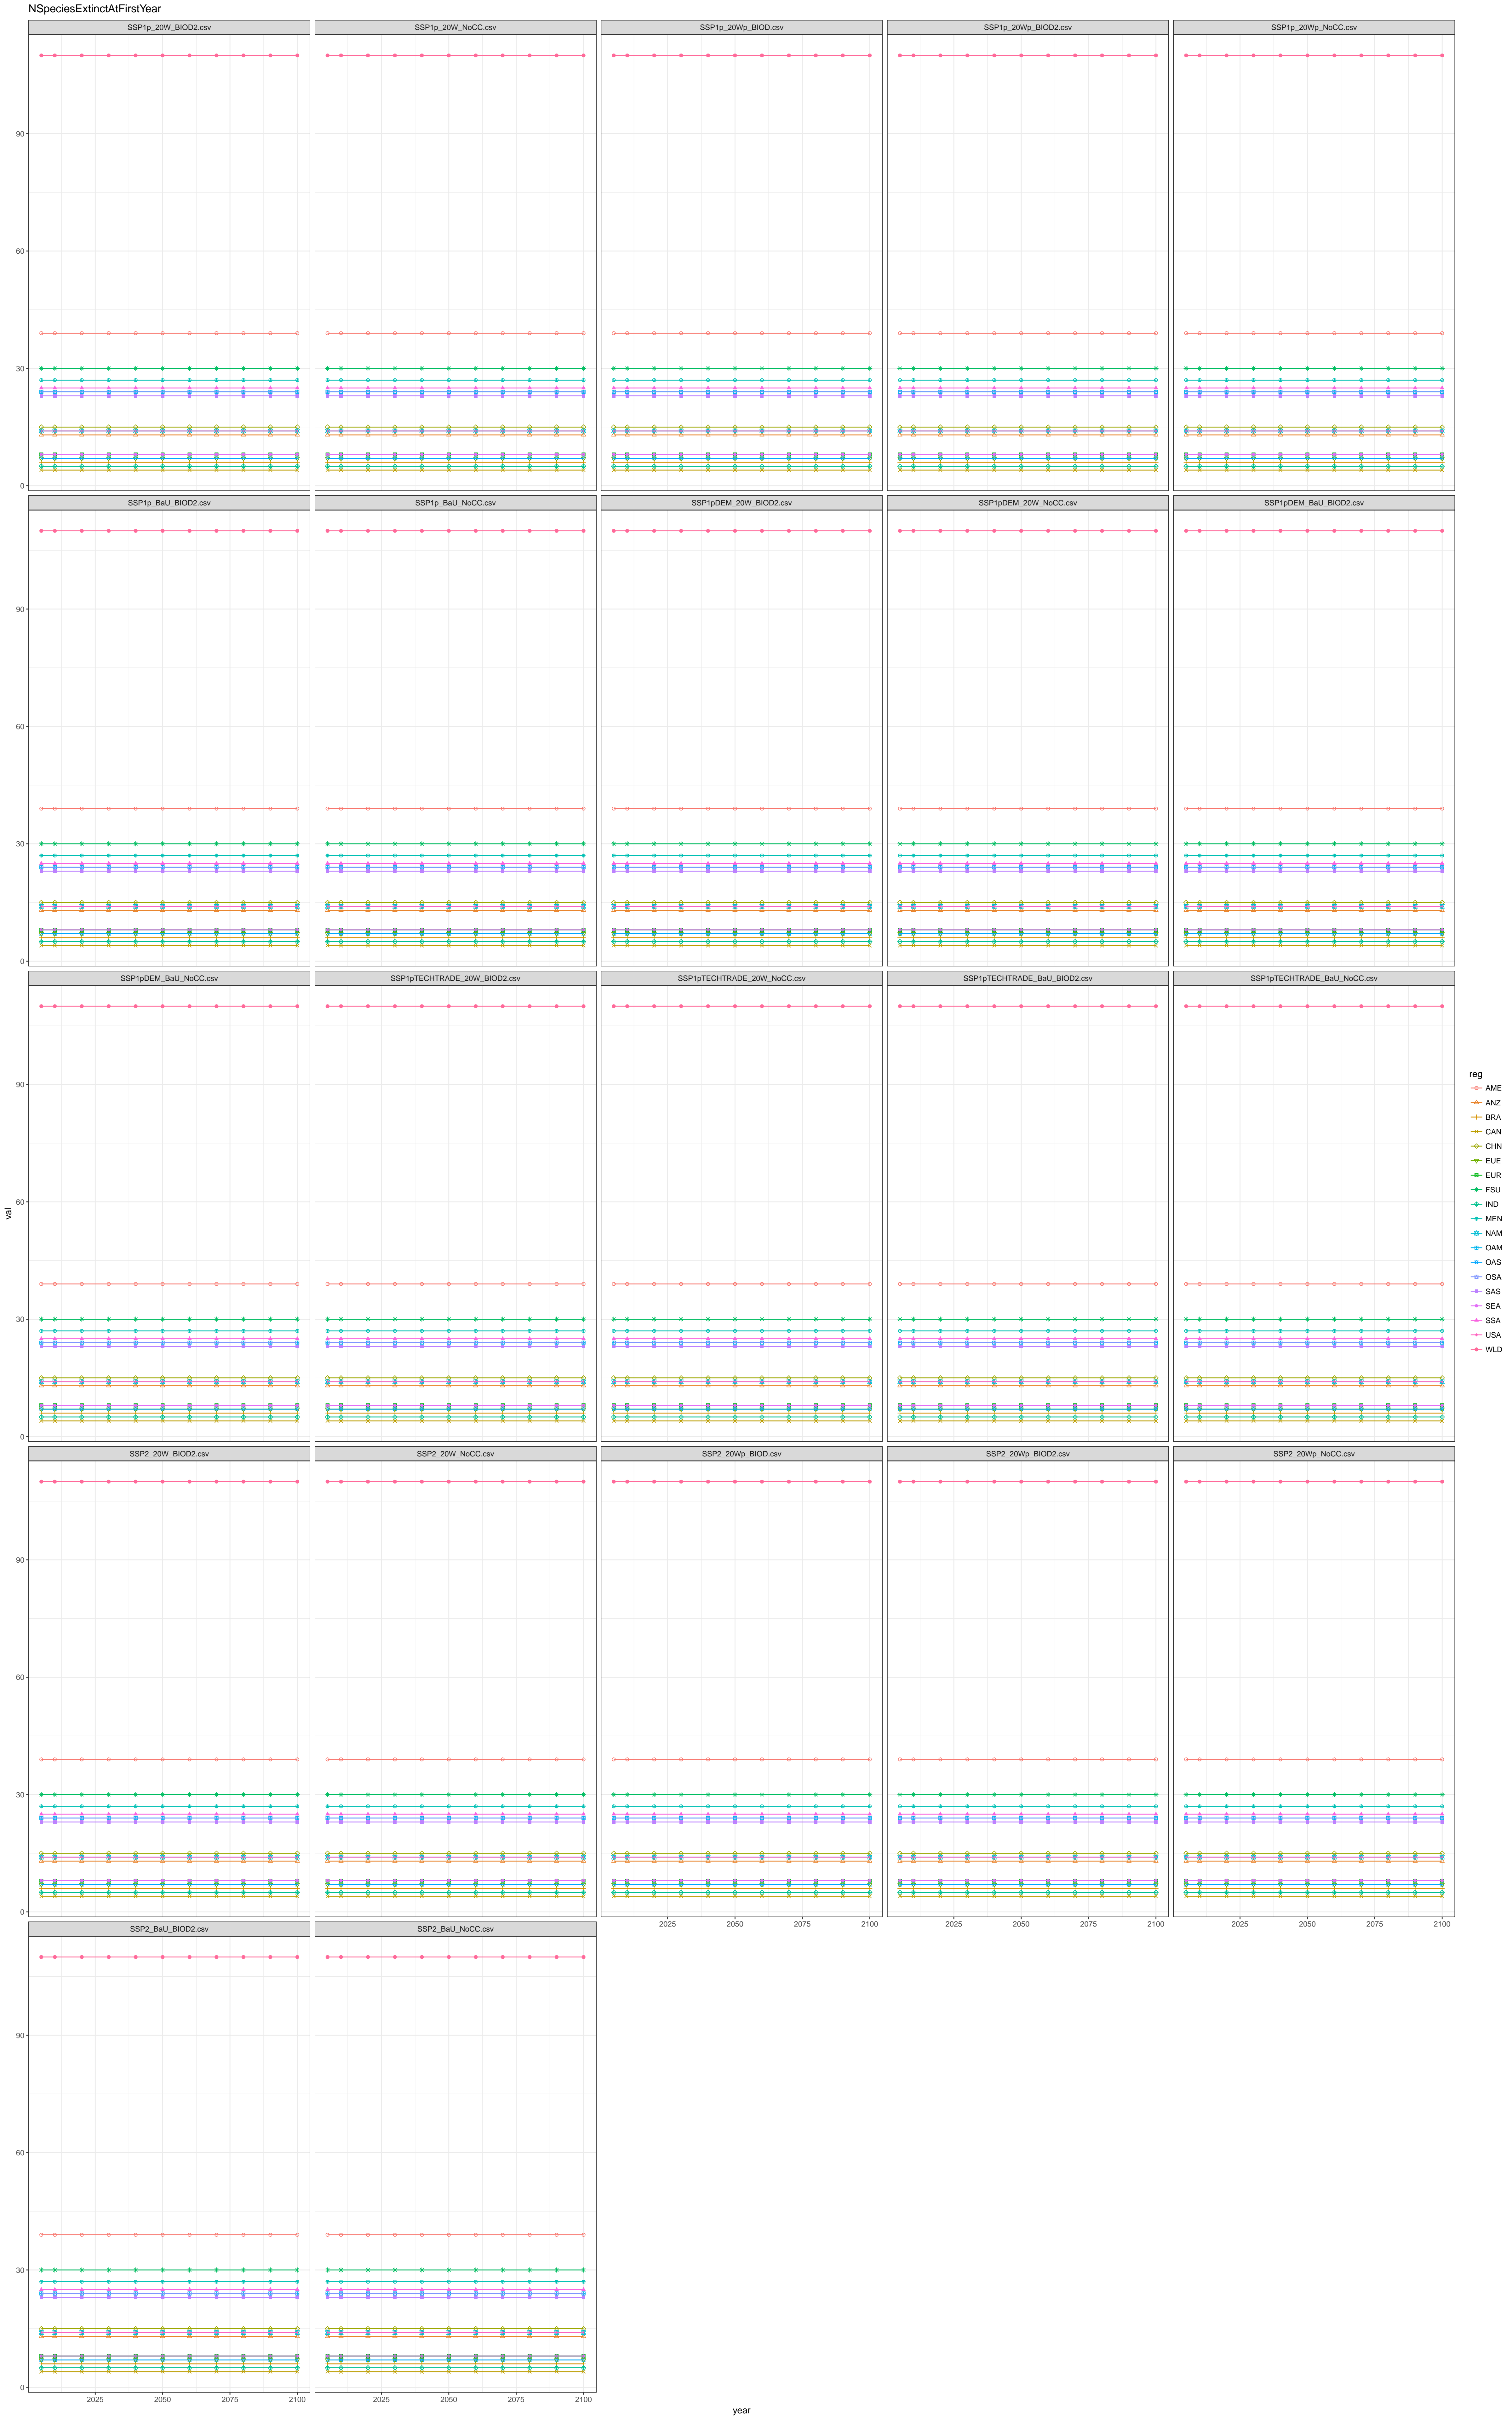 NSpeciesExtinctAtFirstYear
SSP1p_20W_BIOD2.csv
SSP1p_20W_NoCC.csv
SSP1p_20Wp_BIOD.csv
SSP1p_20Wp_BIOD2.csv
SSP1p_20Wp_NoCC.csv
90
60
30
0
SSP1p_BaU_BIOD2.csv
SSP1p_BaU_NoCC.csv
SSP1pDEM_20W_BIOD2.csv
SSP1pDEM_20W_NoCC.csv
SSP1pDEM_BaU_BIOD2.csv
90
60
30
0
SSP1pDEM_BaU_NoCC.csv
SSP1pTECHTRADE_20W_BIOD2.csv
SSP1pTECHTRADE_20W_NoCC.csv
SSP1pTECHTRADE_BaU_BIOD2.csv
SSP1pTECHTRADE_BaU_NoCC.csv
90
60
30
0
val
SSP2_20W_BIOD2.csv
SSP2_20W_NoCC.csv
SSP2_20Wp_BIOD.csv
SSP2_20Wp_BIOD2.csv
SSP2_20Wp_NoCC.csv
90
60
30
0
2025 2050 2075 2100
2025 2050 2075 2100
2025 2050 2075 2100
SSP2_BaU_BIOD2.csv
SSP2_BaU_NoCC.csv
90
60
30
0
2025 2050 2075 2100
2025 2050 2075 2100
year
reg
AME
ANZ
BRA
CAN
CHN
EUE
EUR
FSU
IND
MEN
NAM
OAM
OAS
OSA
SAS
SEA
SSA
USA
WLD